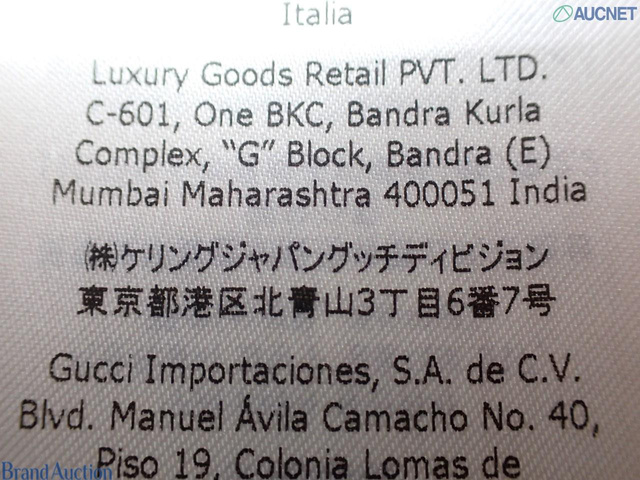 Italia
AUCNET
Luxury Goods Retail PVT. LTD.
C-601, One BKC, Bandra Kurla
Complex, “G” Block, Bandra (E)
Mumbai Maharashtra 400051 India
㈱ケリングジャパングッチディビジョン
東京都港区北青山3丁目6番7号
Gucci Importaciones, S.A. de C.V.
Blvd. Manuel Ávila Camacho No. 40,
Piso 19, Colonia Lomas de
BrandAuction